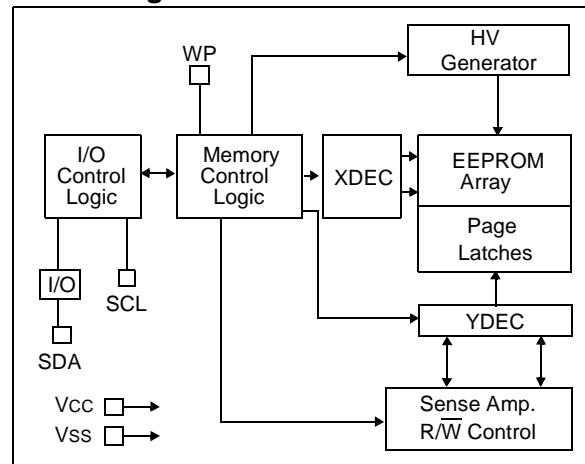 WP
HV
Generator
I/O
Control
Logic
Memory
Control
Logic
XDEC
EEPROM
Array
Page
Latches
I/O
SCL
SDA
YDEC
VCC
VSS
Sense Amp.
R/W̅ Control